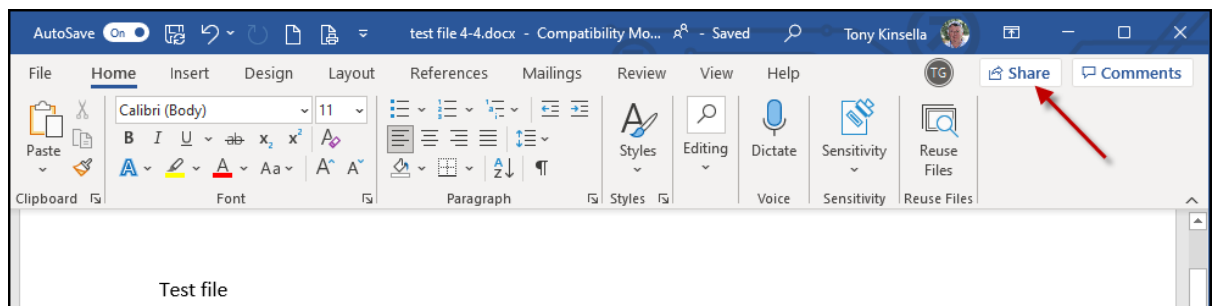 AutoSave On test file 4-4.docx - Compatibility Mo... - Saved Tony Kinsella
File Home Insert Design Layout References Mailings Review View Help TG Share Comments
Calibri (Body) 11
B I U ab x₂ x² A
Paste Styles Editing Dictate Sensitivity Reuse Files
A A Aa A^ Aˇ A Z ¶
Clipboard Font Paragraph Styles Voice Sensitivity Reuse Files
Test file